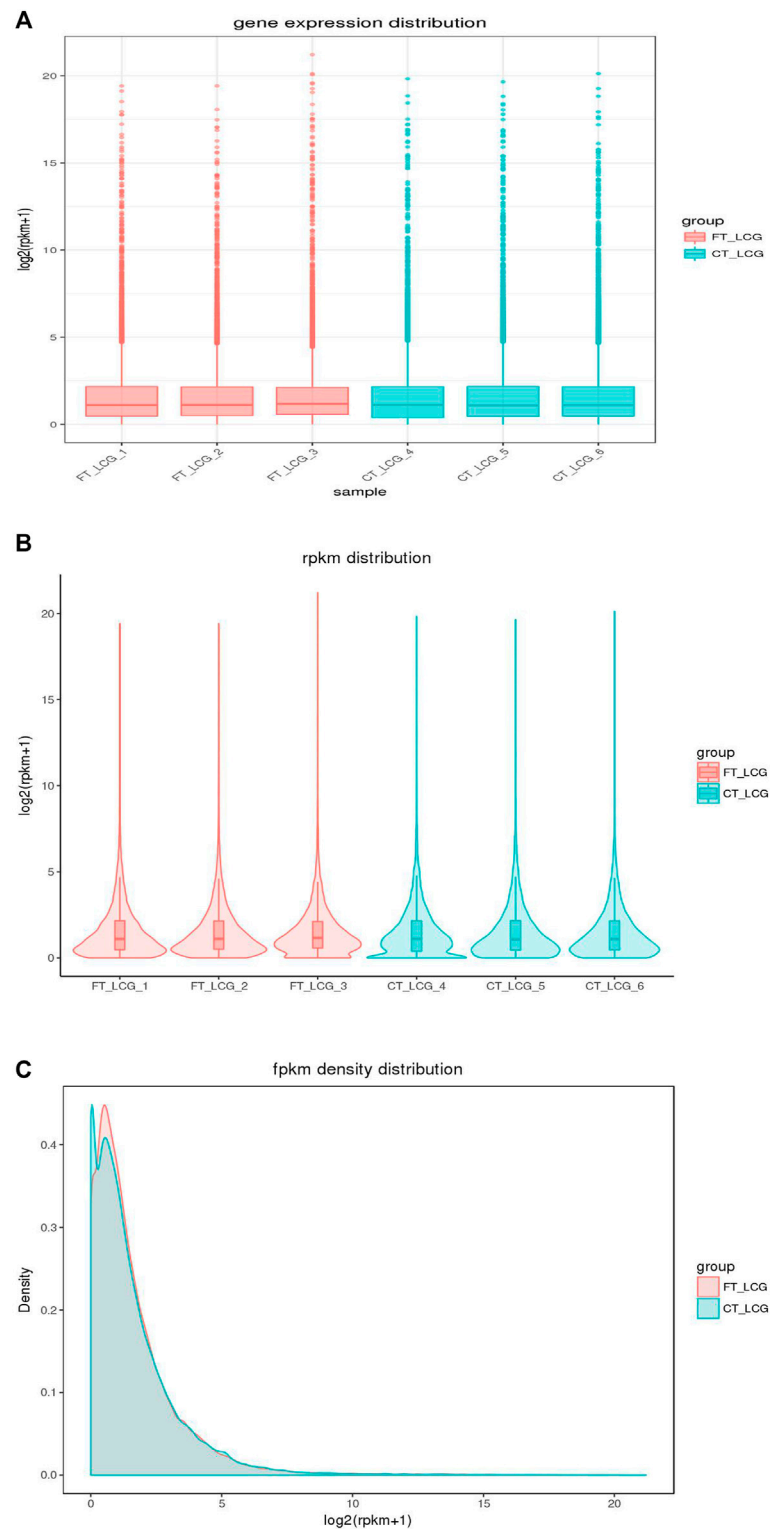 A
gene expression distribution
log2(rpkm+1)
20
15
10
5
0
FT_LCG_1
FT_LCG_2
FT_LCG_3
CT_LCG_4
CT_LCG_5
CT_LCG_6
sample
group
FT_LCG
CT_LCG
B
rpkm distribution
log2(rpkm+1)
20
15
10
5
0
FT_LCG_1 FT_LCG_2 FT_LCG_3 CT_LCG_4 CT_LCG_5 CT_LCG_6
group
FT_LCG
CT_LCG
C
fpkm density distribution
Density
0.4
0.3
0.2
0.1
0.0
0 5 10 15 20
log2(rpkm+1)
group
FT_LCG
CT_LCG